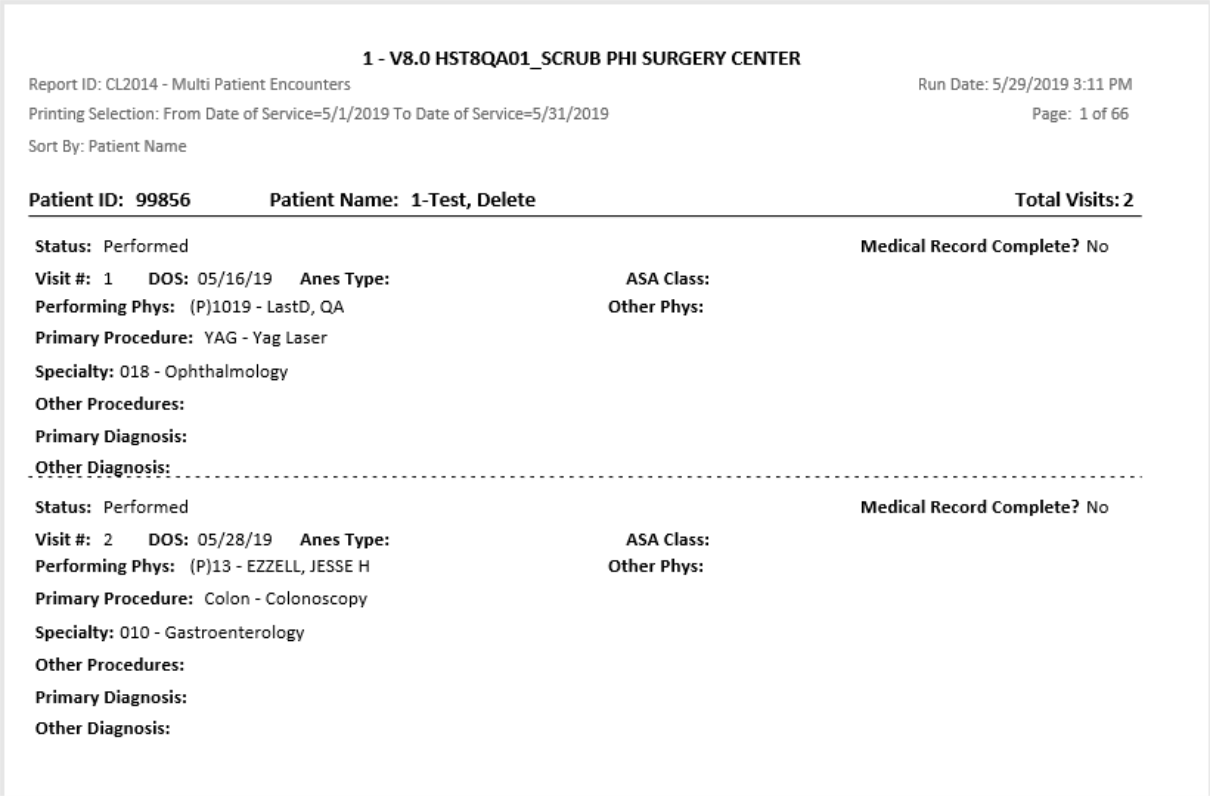 1 - V8.0 HST8QA01_SCRUB PHI SURGERY CENTER
Report ID: CL2014 - Multi Patient Encounters Run Date: 5/29/2019 3:11 PM
Printing Selection: From Date of Service=5/1/2019 To Date of Service=5/31/2019 Page: 1 of 66
Sort By: Patient Name
Patient ID: 99856 Patient Name: 1-Test, Delete Total Visits: 2
Status: Performed Medical Record Complete? No
Visit #: 1 DOS: 05/16/19 Anes Type: ASA Class:
Performing Phys: (P)1019 - LastD, QA Other Phys:
Primary Procedure: YAG - Yag Laser
Specialty: 018 - Ophthalmology
Other Procedures:
Primary Diagnosis:
Other Diagnosis:
Status: Performed Medical Record Complete? No
Visit #: 2 DOS: 05/28/19 Anes Type: ASA Class:
Performing Phys: (P)13 - EZZELL, JESSE H Other Phys:
Primary Procedure: Colon - Colonoscopy
Specialty: 010 - Gastroenterology
Other Procedures:
Primary Diagnosis:
Other Diagnosis: